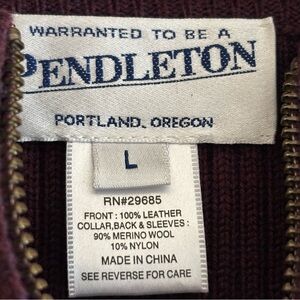 WARRANTED TO BE A
PENDLETON
PORTLAND, OREGON
L
RN#29685
FRONT: 100% LEATHER
COLLAR,BACK & SLEEVES:
90% MERINO WOOL
10% NYLON
MADE IN CHINA
SEE REVERSE FOR CARE